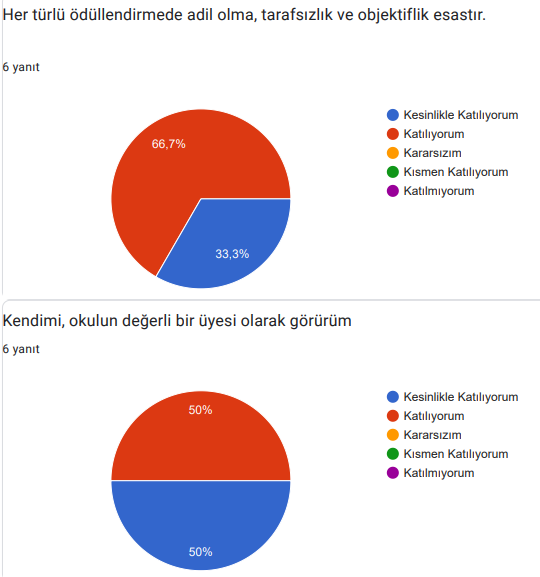 Her türlü ödüllendirmede adil olma, tarafsızlık ve objektiflik esastır.
6 yanıt
66,7%
33,3%
Kesinlikle Katılıyorum
Katılıyorum
Kararsızım
Kısmen Katılıyorum
Katılmıyorum
Kendimi, okulun değerli bir üyesi olarak görürüm
6 yanıt
50%
50%
Kesinlikle Katılıyorum
Katılıyorum
Kararsızım
Kısmen Katılıyorum
Katılmıyorum